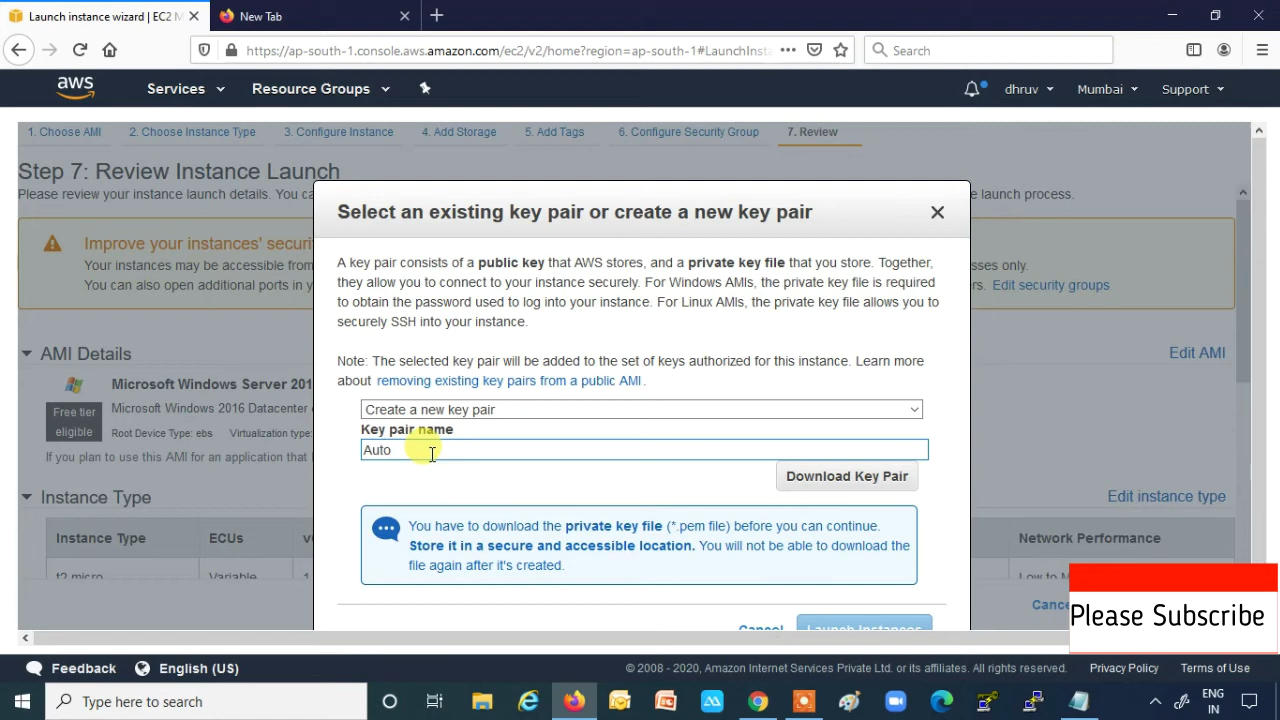 Launch instance wizard | EC2 M
New Tab
https://ap-south-1.console.aws.amazon.com/ec2/v2/home?region=ap-south-1#LaunchInsta
Search
aws
Services
Resource Groups
dhruv
Mumbai
Support
1. Choose AMI
2. Choose Instance Type
3. Configure Instance
4. Add Storage
5. Add Tags
6. Configure Security Group
7. Review
Step 7: Review Instance Launch
Please review your instance launch details. You ca
le launch process.
Select an existing key pair or create a new key pair
Improve your instances' securi
Your instances may be accessible from
sses only.
You can also open additional ports in y
rs. Edit security groups
A key pair consists of a public key that AWS stores, and a private key file that you store. Together,
they allow you to connect to your instance securely. For Windows AMIs, the private key file is required
to obtain the password used to log into your instance. For Linux AMIs, the private key file allows you to
securely SSH into your instance.
Note: The selected key pair will be added to the set of keys authorized for this instance. Learn more
about removing existing key pairs from a public AMI .
AMI Details
Edit AMI
Microsoft Windows Server 201
Free tier
eligible
Microsoft Windows 2016 Datacenter
Root Device Type: ebs
Virtualization type:
If you plan to use this AMI for an application that
Create a new key pair
Key pair name
Auto
Download Key Pair
You have to download the private key file (*.pem file) before you can continue.
Store it in a secure and accessible location. You will not be able to download the
file again after it's created.
Instance Type
Edit instance type
Instance Type
ECUs
Network Performance
t2.micro
Variable
1
Low to M
Cancel
Launch Instances
Cance
Please Subscribe
Feedback
English (US)
© 2008 - 2020, Amazon Internet Services Private Ltd. or its affiliates. All rights reserved.
Privacy Policy
Terms of Use
Type here to search
ENG
IN